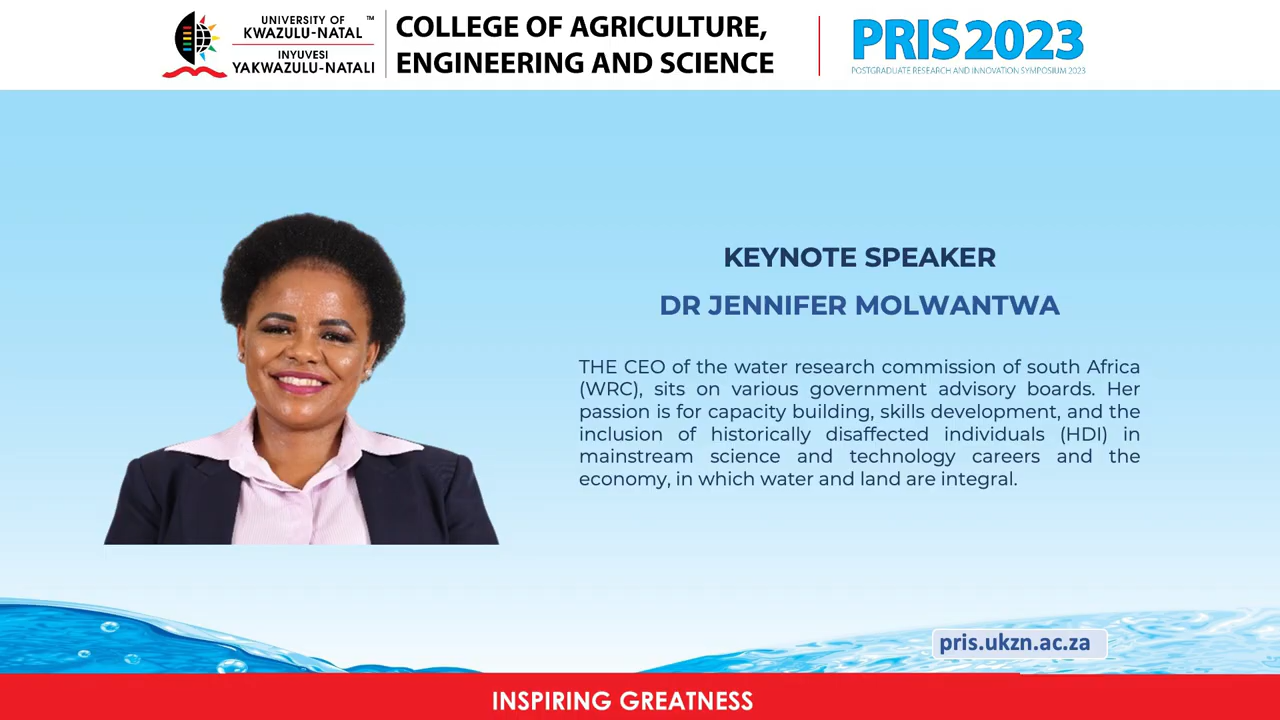 UNIVERSITY OF
KWAZULU-NATAL
™
INYUVESI
YAKWAZULU-NATALI
COLLEGE OF AGRICULTURE,
ENGINEERING AND SCIENCE
PRIS2023
POSTGRADUATE RESEARCH AND INNOVATION SYMPOSIUM 2023
KEYNOTE SPEAKER
DR JENNIFER MOLWANTWA
THE CEO of the water research commission of south Africa
(WRC), sits on various government advisory boards. Her
passion is for capacity building, skills development, and the
inclusion of historically disaffected individuals (HDI) in
mainstream science and technology careers and the
economy, in which water and land are integral.
pris.ukzn.ac.za
INSPIRING GREATNESS